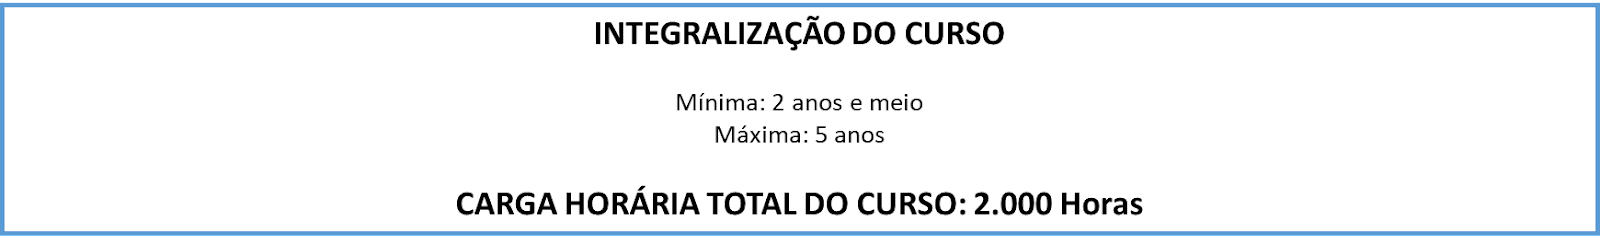 INTEGRALIZAÇÃO DO CURSO
Mínima: 2 anos e meio
Máxima: 5 anos
CARGA HORÁRIA TOTAL DO CURSO: 2.000 Horas